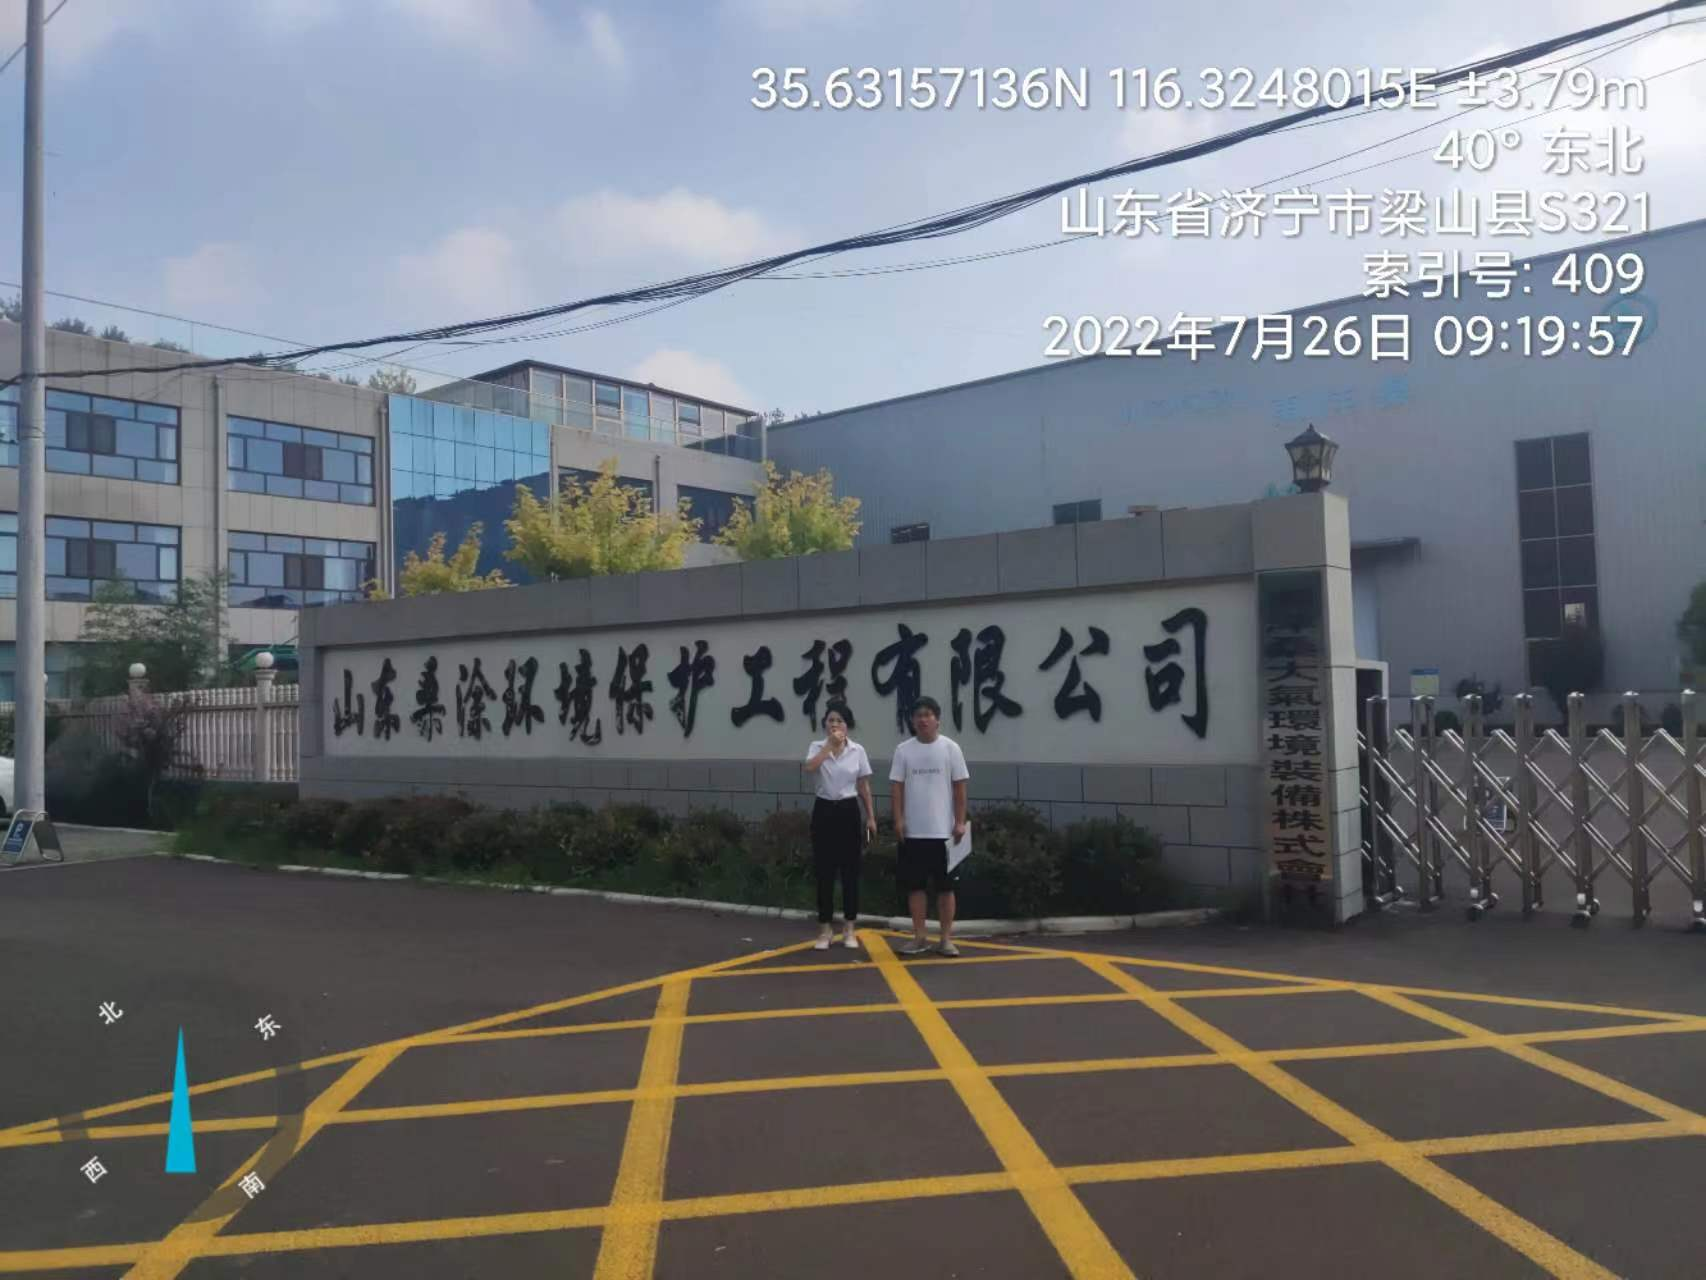 35.63157136N 116.3248015E ±3.79m
40° 东北
山东省济宁市梁山县S321
索引号: 409
2022年7月26日 09:19:57
山东桑涂环境保护工程有限公司
大氣環境裝備株式會社
北
东
西
南